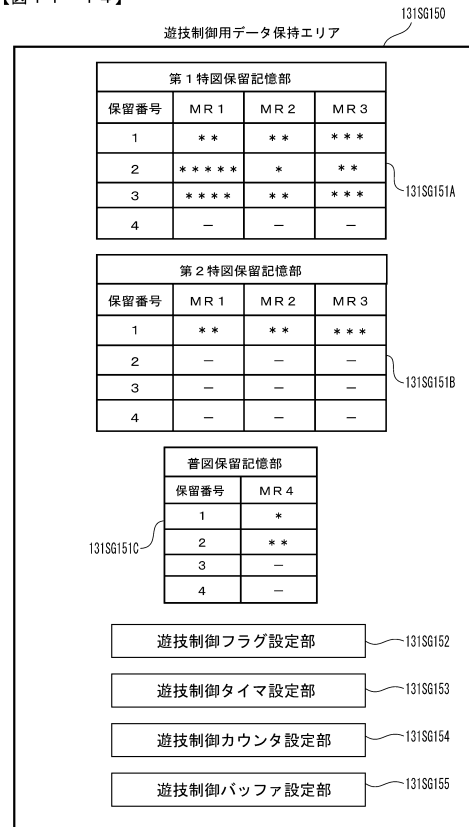 131SG150
遊技制御用データ保持エリア
第1特図保留記憶部
保留番号 MR1 MR2 MR3
1 ** ** ***
2 ***** * **
3 **** ** ***
4 － － －
131SG151A
第2特図保留記憶部
保留番号 MR1 MR2 MR3
1 ** ** ***
2 － － －
3 － － －
4 － － －
131SG151B
普図保留記憶部
保留番号 MR4
1 *
2 **
3 －
4 －
131SG151C
遊技制御フラグ設定部 131SG152
遊技制御タイマ設定部 131SG153
遊技制御カウンタ設定部 131SG154
遊技制御バッファ設定部 131SG155